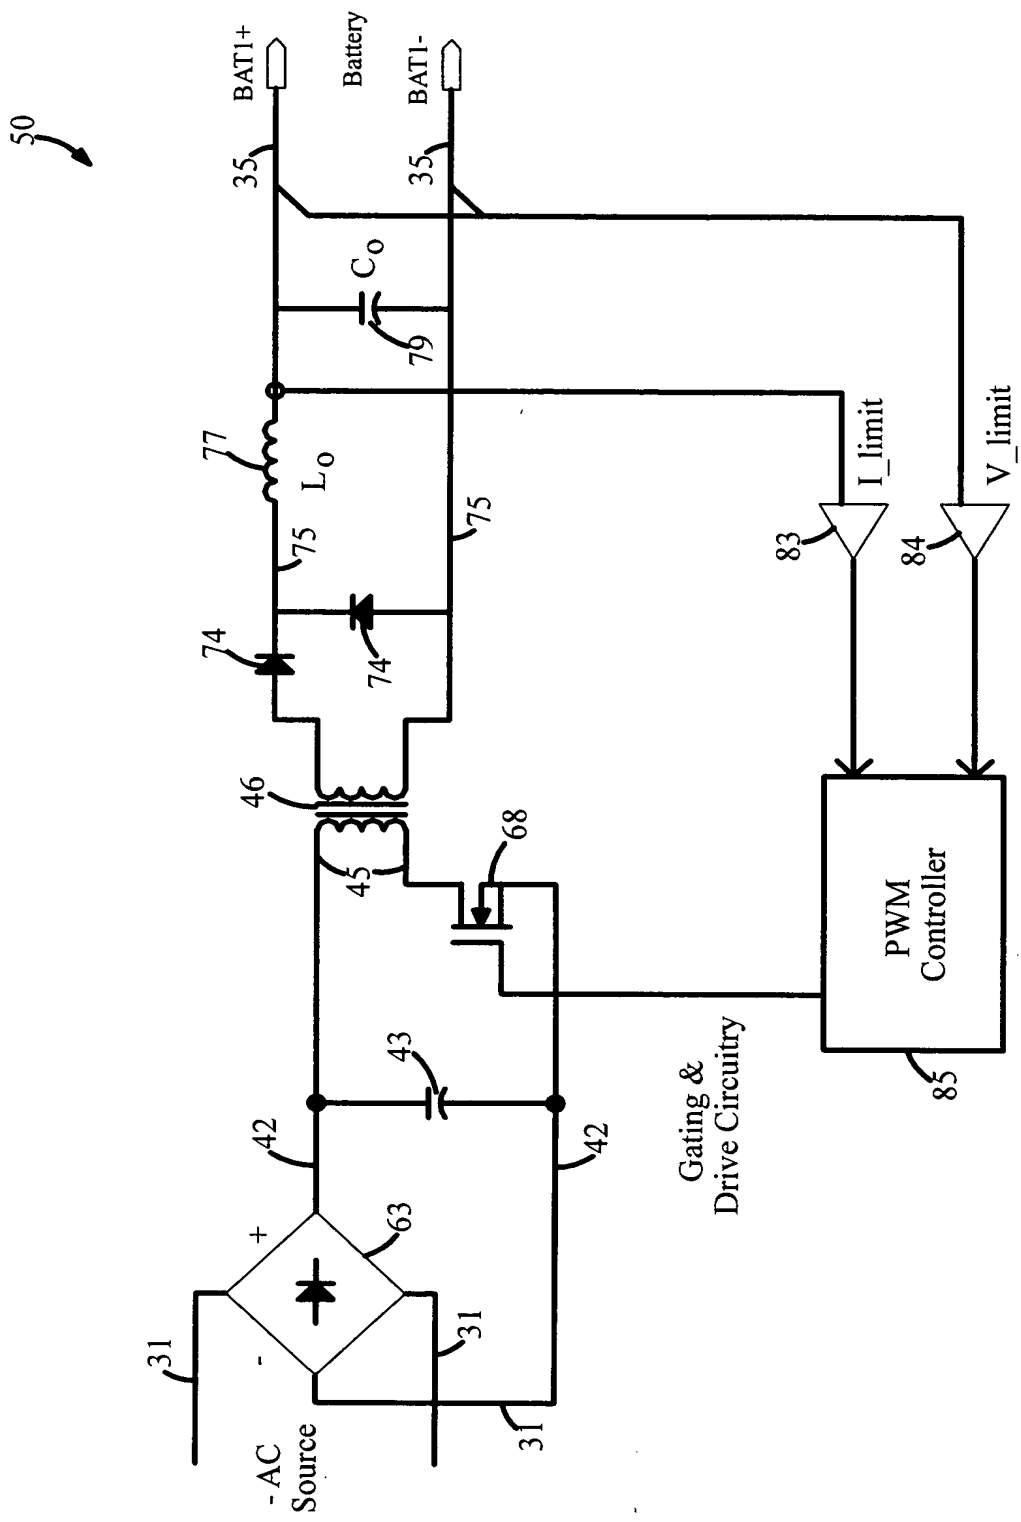 50
BAT1+
Battery
BAT1-
35
35
Co
79
77
Lo
75
75
74
74
I_limit
V_limit
83
84
46
45
68
PWM
Controller
85
43
42
42
Gating &
Drive Circuitry
+
-
63
31
31
31
- AC
Source